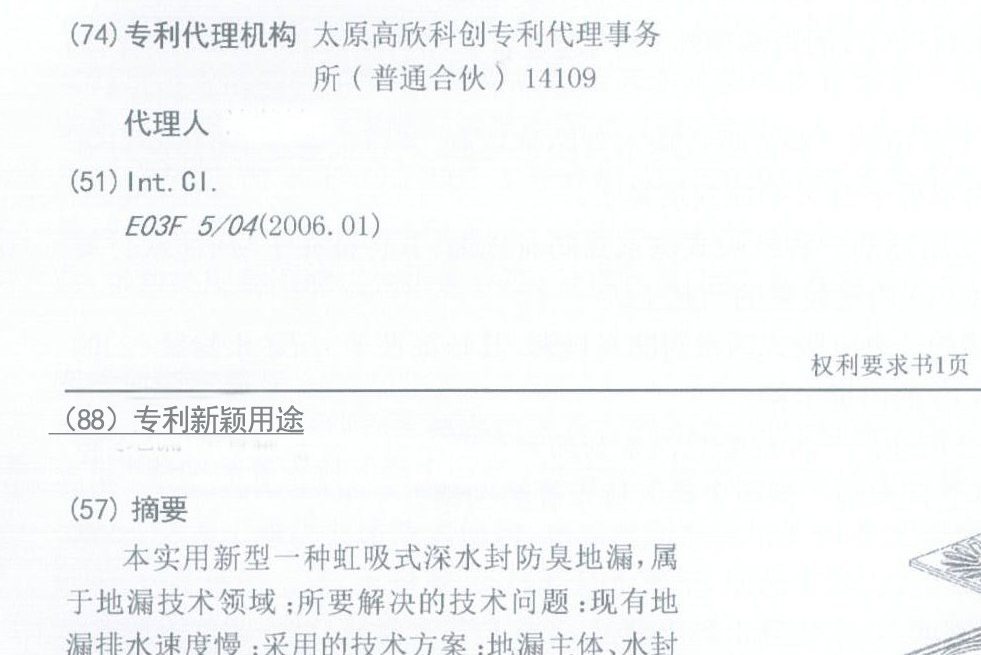 (74)专利代理机构 太原高欣科创专利代理事务
所(普通合伙) 14109
代理人
(51)Int.Cl.
E03F 5/04(2006.01)
权利要求书1页
(88)专利新颖用途
(57)摘要
本实用新型一种虹吸式深水封防臭地漏,属
于地漏技术领域;所要解决的技术问题:现有地
漏排水速度慢;采用的技术方案:地漏主体、水封